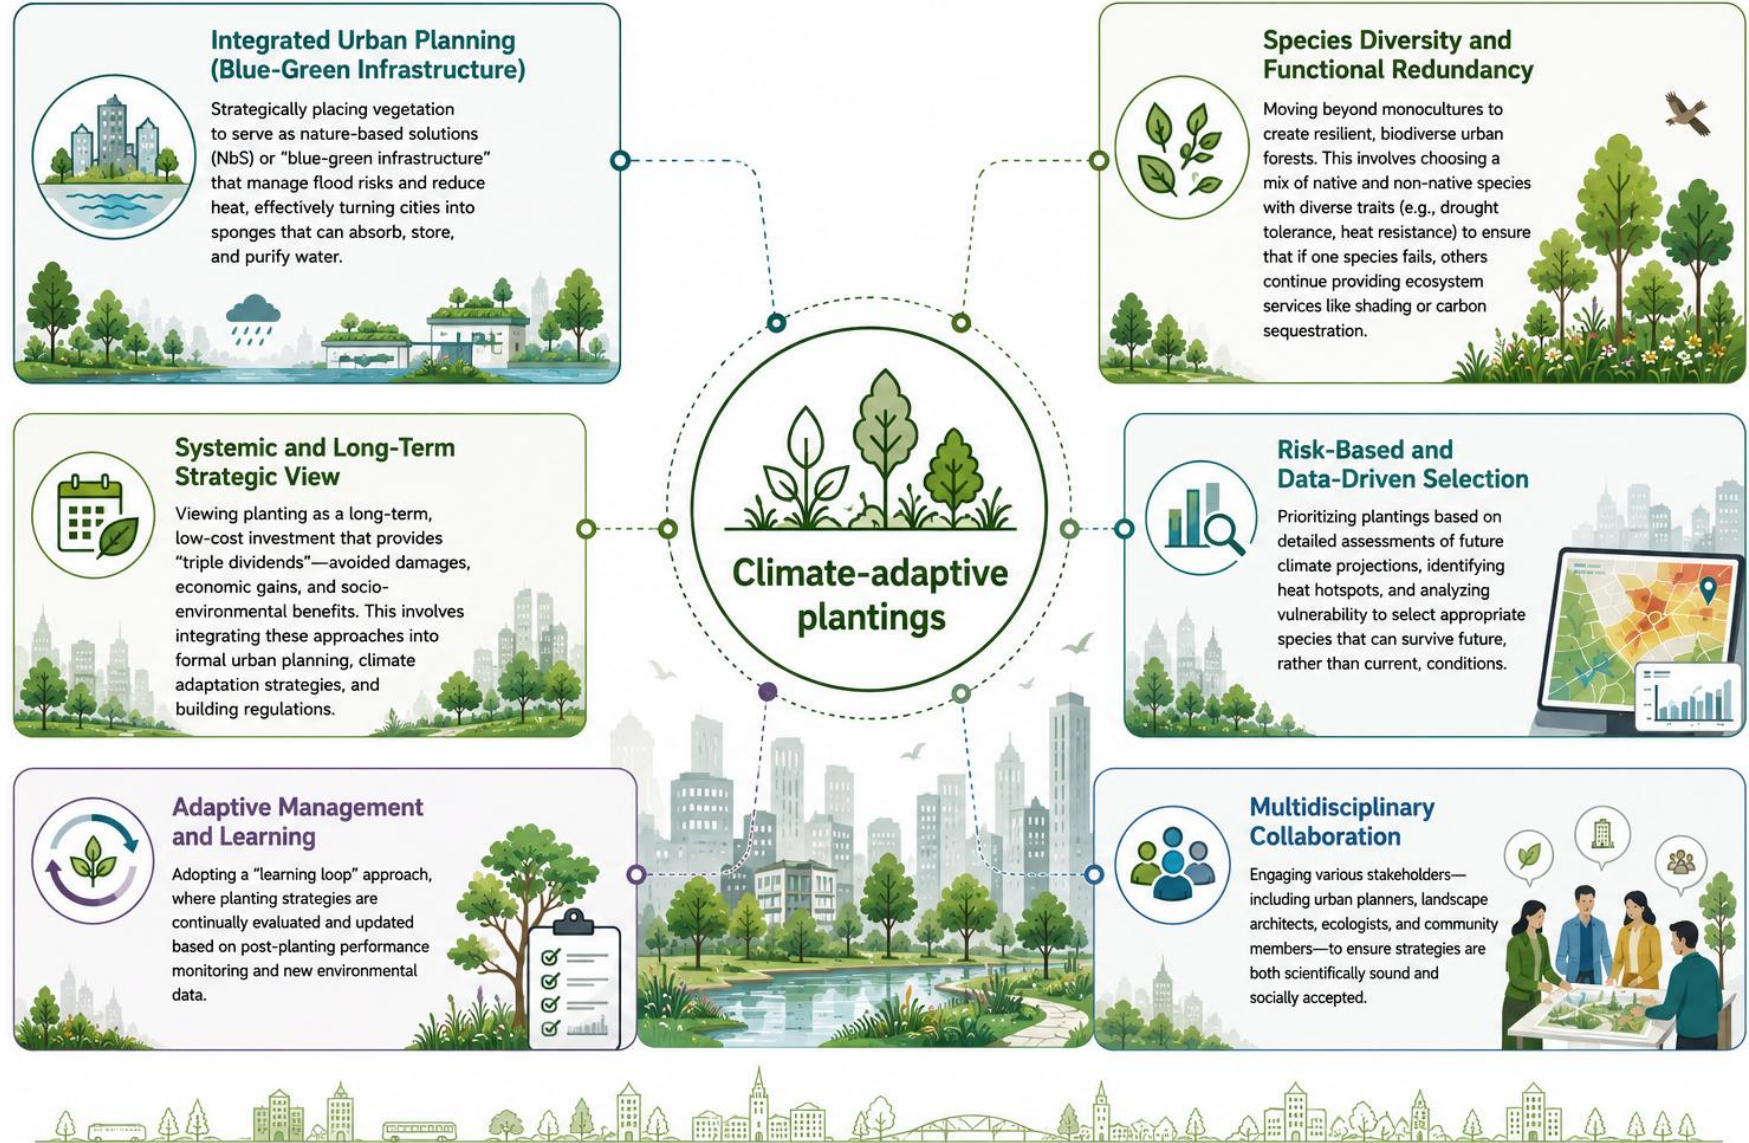 Integrated Urban Planning
(Blue-Green Infrastructure)
Strategically placing vegetation
to serve as nature-based solutions
(NbS) or “blue-green infrastructure”
that manage flood risks and reduce
heat, effectively turning cities into
sponges that can absorb, store,
and purify water.
Species Diversity and
Functional Redundancy
Moving beyond monocultures to
create resilient, biodiverse urban
forests. This involves choosing a
mix of native and non-native species
with diverse traits (e.g., drought
tolerance, heat resistance) to ensure
that if one species fails, others
continue providing ecosystem
services like shading or carbon
sequestration.
Systemic and Long-Term
Strategic View
Viewing planting as a long-term,
low-cost investment that provides
“triple dividends”—avoided damages,
economic gains, and socio-
environmental benefits. This involves
integrating these approaches into
formal urban planning, climate
adaptation strategies, and
building regulations.
Climate-adaptive
plantings
Risk-Based and
Data-Driven Selection
Prioritizing plantings based on
detailed assessments of future
climate projections, identifying
heat hotspots, and analyzing
vulnerability to select appropriate
species that can survive future,
rather than current, conditions.
Adaptive Management
and Learning
Adopting a “learning loop” approach,
where planting strategies are
continually evaluated and updated
based on post-planting performance
monitoring and new environmental
data.
Multidisciplinary
Collaboration
Engaging various stakeholders—
including urban planners, landscape
architects, ecologists, and community
members—to ensure strategies are
both scientifically sound and
socially accepted.